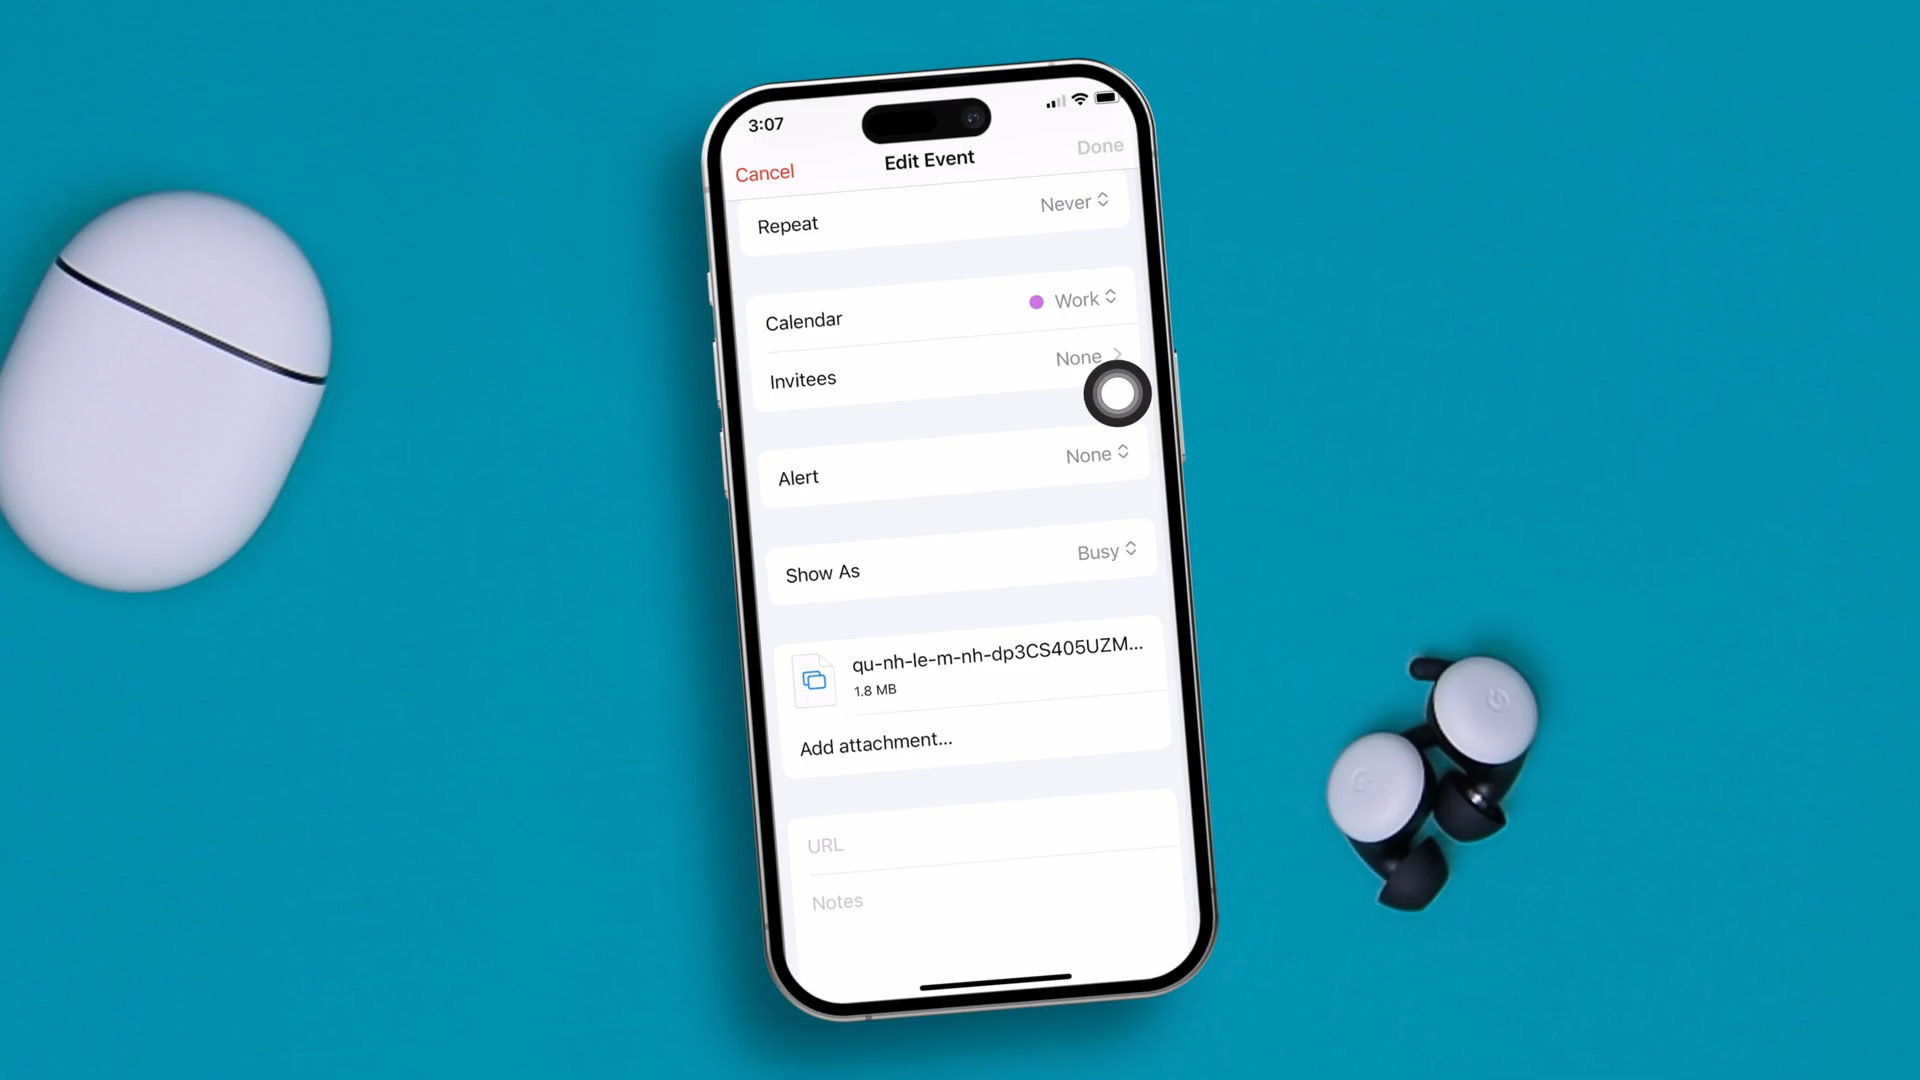 3:07
Cancel
Edit Event
Done
Repeat
Never
Calendar
Work
Invitees
None
Alert
None
Show As
Busy
qu-nh-le-m-nh-dp3CS405UZM...
1.8 MB
Add attachment...
URL
Notes